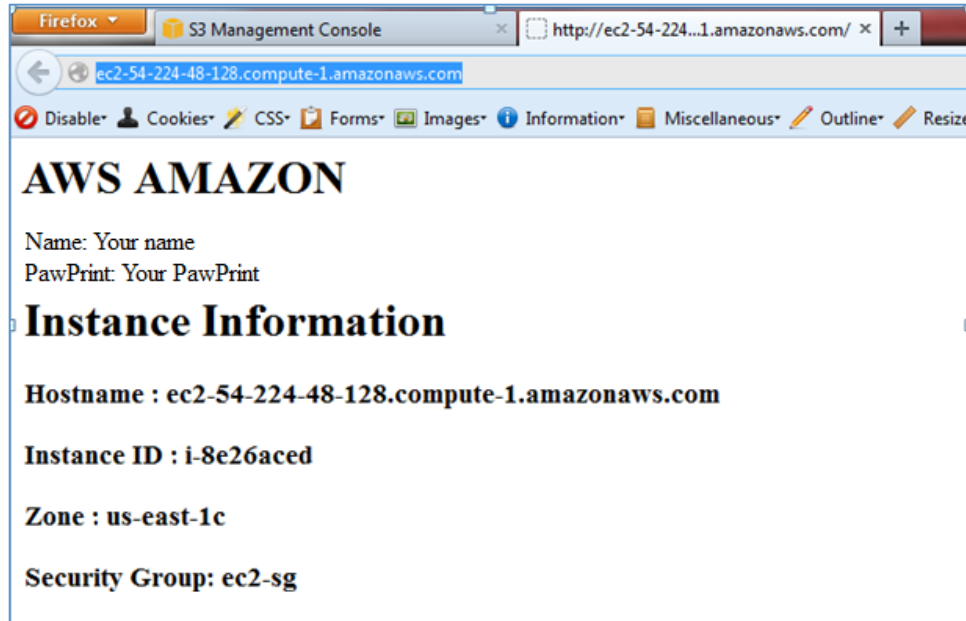 Firefox
S3 Management Console × http://ec2-54-224...1.amazonaws.com/ × +
ec2-54-224-48-128.compute-1.amazonaws.com
Disable Cookies CSS Forms Images Information Miscellaneous Outline Resize
AWS AMAZON
Name: Your name
PawPrint: Your PawPrint
Instance Information
Hostname : ec2-54-224-48-128.compute-1.amazonaws.com
Instance ID : i-8e26aced
Zone : us-east-1c
Security Group: ec2-sg